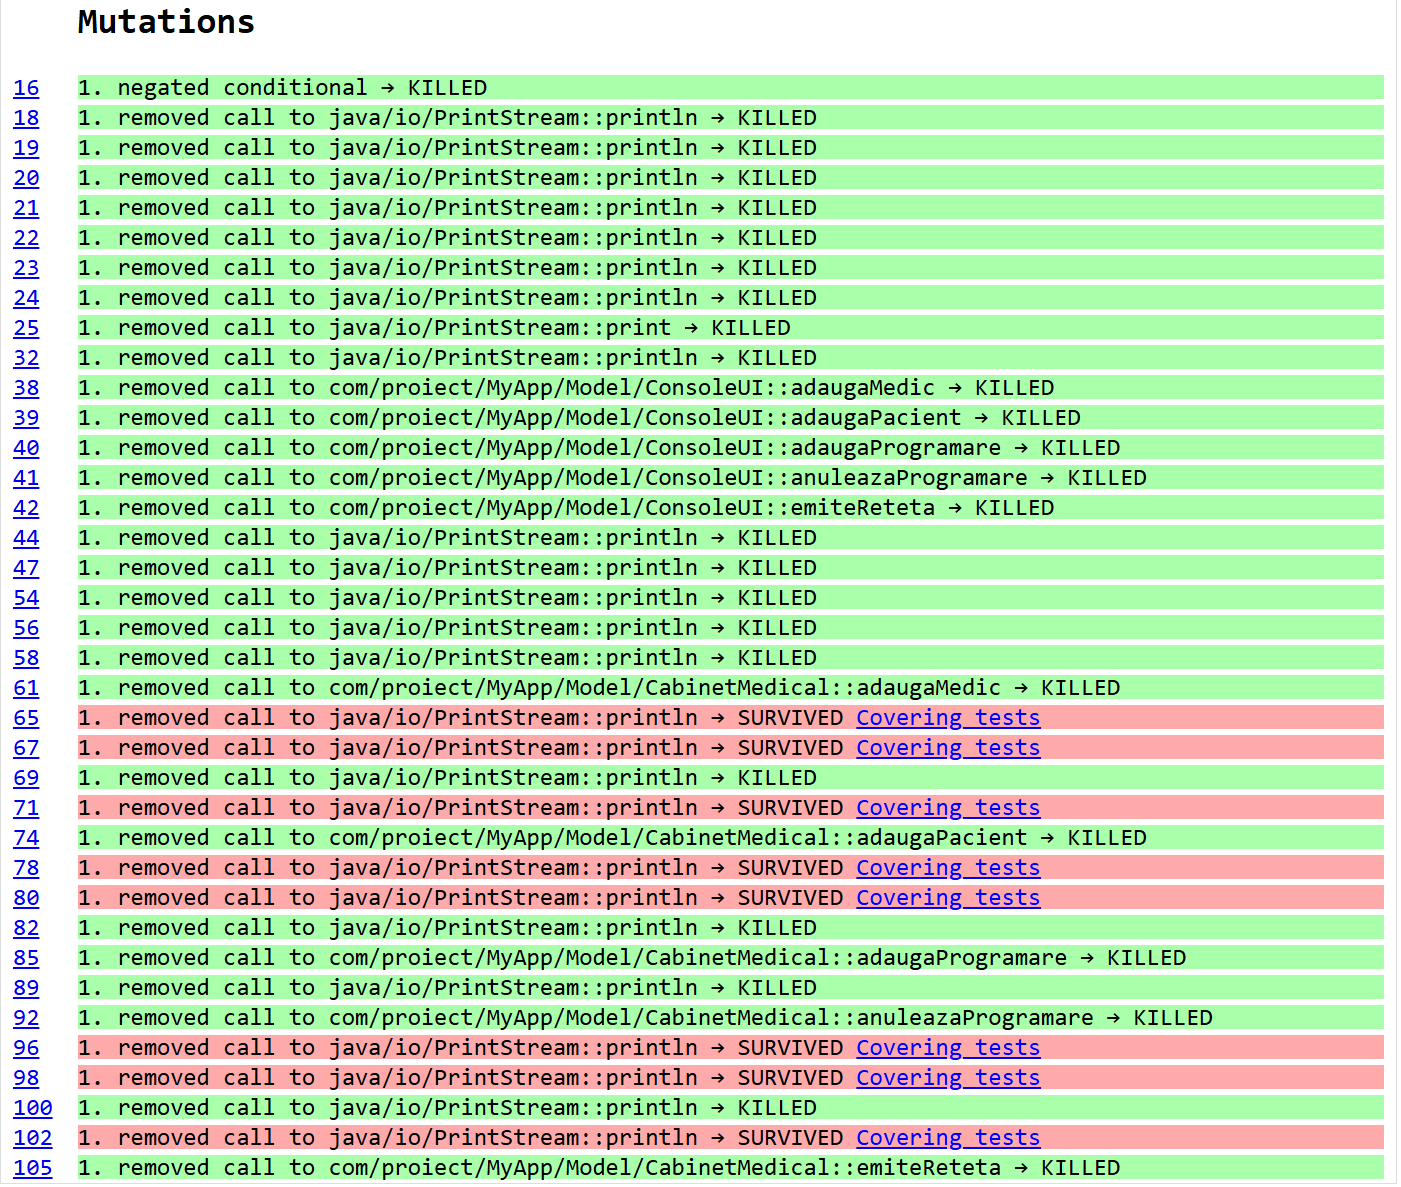 Mutations
16 1. negated conditional → KILLED
18 1. removed call to java/io/PrintStream::println → KILLED
19 1. removed call to java/io/PrintStream::println → KILLED
20 1. removed call to java/io/PrintStream::println → KILLED
21 1. removed call to java/io/PrintStream::println → KILLED
22 1. removed call to java/io/PrintStream::println → KILLED
23 1. removed call to java/io/PrintStream::println → KILLED
24 1. removed call to java/io/PrintStream::println → KILLED
25 1. removed call to java/io/PrintStream::print → KILLED
32 1. removed call to java/io/PrintStream::println → KILLED
38 1. removed call to com/proiect/MyApp/Model/ConsoleUI::adaugaMedic → KILLED
39 1. removed call to com/proiect/MyApp/Model/ConsoleUI::adaugaPacient → KILLED
40 1. removed call to com/proiect/MyApp/Model/ConsoleUI::adaugaProgramare → KILLED
41 1. removed call to com/proiect/MyApp/Model/ConsoleUI::anuleazaProgramare → KILLED
42 1. removed call to com/proiect/MyApp/Model/ConsoleUI::emiteReteta → KILLED
44 1. removed call to java/io/PrintStream::println → KILLED
47 1. removed call to java/io/PrintStream::println → KILLED
54 1. removed call to java/io/PrintStream::println → KILLED
56 1. removed call to java/io/PrintStream::println → KILLED
58 1. removed call to java/io/PrintStream::println → KILLED
61 1. removed call to com/proiect/MyApp/Model/CabinetMedical::adaugaMedic → KILLED
65 1. removed call to java/io/PrintStream::println → SURVIVED Covering tests
67 1. removed call to java/io/PrintStream::println → SURVIVED Covering tests
69 1. removed call to java/io/PrintStream::println → KILLED
71 1. removed call to java/io/PrintStream::println → SURVIVED Covering tests
74 1. removed call to com/proiect/MyApp/Model/CabinetMedical::adaugaPacient → KILLED
78 1. removed call to java/io/PrintStream::println → SURVIVED Covering tests
80 1. removed call to java/io/PrintStream::println → SURVIVED Covering tests
82 1. removed call to java/io/PrintStream::println → KILLED
85 1. removed call to com/proiect/MyApp/Model/CabinetMedical::adaugaProgramare → KILLED
89 1. removed call to java/io/PrintStream::println → KILLED
92 1. removed call to com/proiect/MyApp/Model/CabinetMedical::anuleazaProgramare → KILLED
96 1. removed call to java/io/PrintStream::println → SURVIVED Covering tests
98 1. removed call to java/io/PrintStream::println → SURVIVED Covering tests
100 1. removed call to java/io/PrintStream::println → KILLED
102 1. removed call to java/io/PrintStream::println → SURVIVED Covering tests
105 1. removed call to com/proiect/MyApp/Model/CabinetMedical::emiteReteta → KILLED